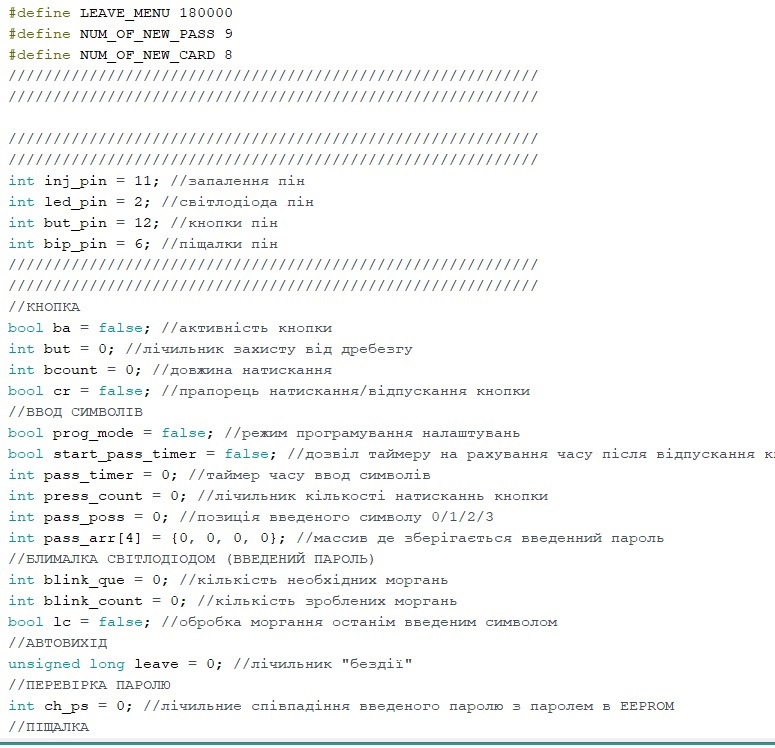 #define LEAVE_MENU 180000
#define NUM_OF_NEW_PASS 9
#define NUM_OF_NEW_CARD 8
///////////////////////////////////////////////////////////
///////////////////////////////////////////////////////////
///////////////////////////////////////////////////////////
///////////////////////////////////////////////////////////
int inj_pin = 11; //запалення пін
int led_pin = 2; //світлодіода пін
int but_pin = 12; //кнопки пін
int bip_pin = 6; //піщалки пін
///////////////////////////////////////////////////////////
///////////////////////////////////////////////////////////
//КНОПКА
bool ba = false; //активність кнопки
int but = 0; //лічильник захисту від дребезгу
int bcount = 0; //довжина натискання
bool cr = false; //прапорець натискання/відпускання кнопки
//ВВОД СИМВОЛІВ
bool prog_mode = false; //режим програмування налаштувань
bool start_pass_timer = false; //дозвіл таймеру на рахування часу після відпускання
int pass_timer = 0; //таймер часу ввод символів
int press_count = 0; //лічильник кількості натисканнь кнопки
int pass_poss = 0; //позиція введеного символу 0/1/2/3
int pass_arr[4] = {0, 0, 0, 0}; //массив де зберігається введенний пароль
//БЛИМАЛКА СВІТЛОДІОДОМ (ВВЕДЕНИЙ ПАРОЛЬ)
int blink_que = 0; //кількість необхідних моргань
int blink_count = 0; //кількість зроблених моргань
bool lc = false; //обробка моргання останім введеним символом
//АВТОВИХІД
unsigned long leave = 0; //лічильник "бездії"
//ПЕРЕВІРКА ПАРОЛЮ
int ch_ps = 0; //лічильние співпадіння введеного паролю з паролем в EEPROM
//ПІЩАЛКА